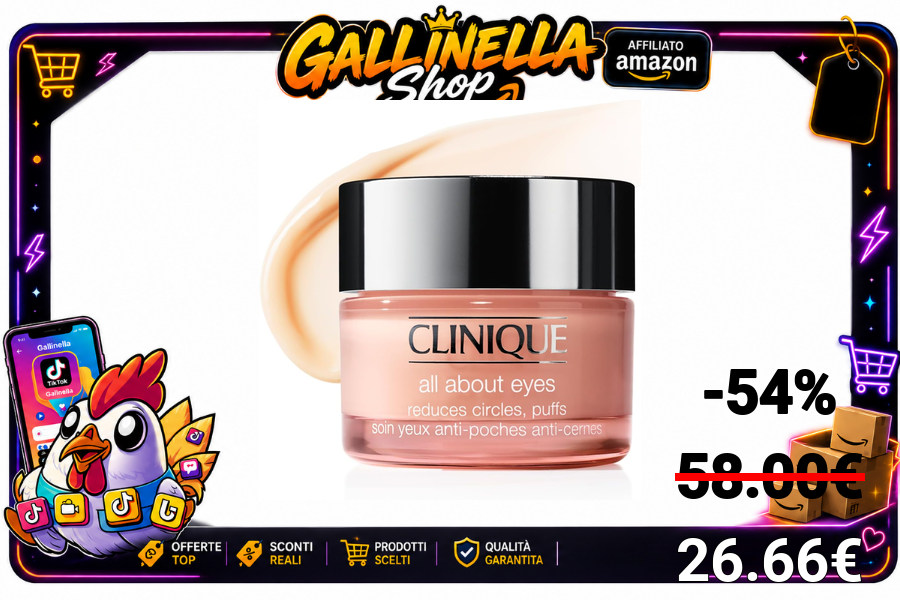 GALLINELLA
Shop
AFFILIATO
amazon
CLINIQUE
all about eyes
reduces circles, puffs
soin yeux anti-poches anti-cernes
Gallinella
TikTok
Gallinella
-54%
58.00€
26.66€
OFFERTE
TOP
SCONTI
REALI
PRODOTTI
SCELTI
QUALITÀ
GARANTITA